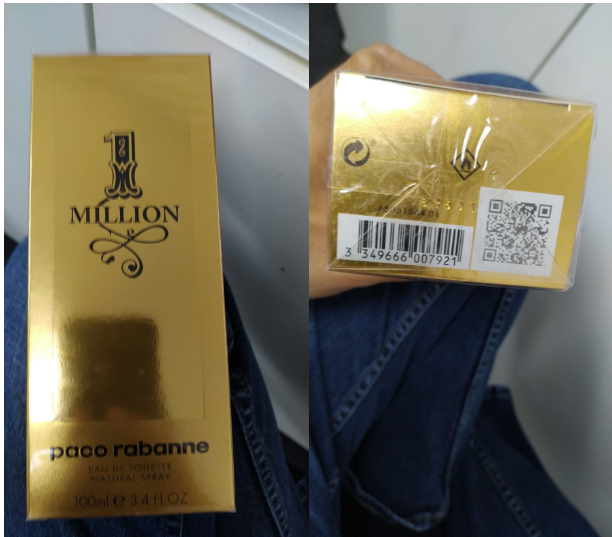 1
MILLION
paco rabanne
EAU DE TOILETTE
NATURAL SPRAY
100ml e 3.4 FL OZ
3 349666 007921